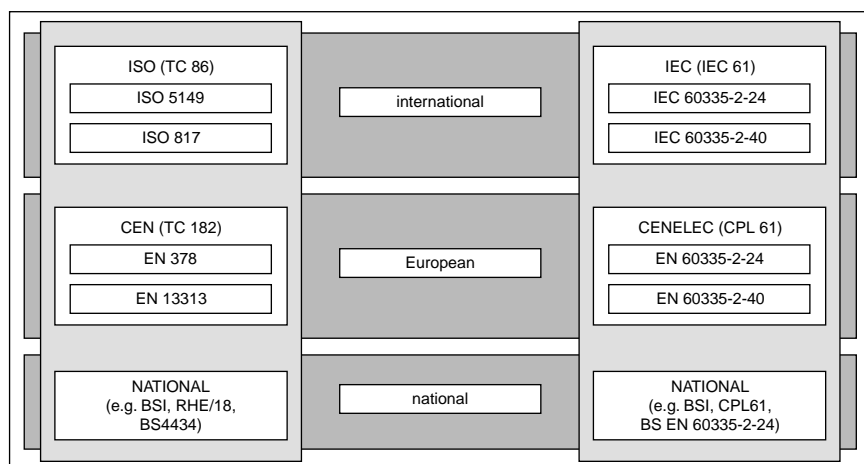 ISO (TC 86)
ISO 5149
ISO 817
international
IEC (IEC 61)
IEC 60335-2-24
IEC 60335-2-40
CEN (TC 182)
EN 378
EN 13313
European
CENELEC (CPL 61)
EN 60335-2-24
EN 60335-2-40
NATIONAL
(e.g. BSI, RHE/18,
BS4434)
national
NATIONAL
(e.g. BSI, CPL61,
BS EN 60335-2-24)